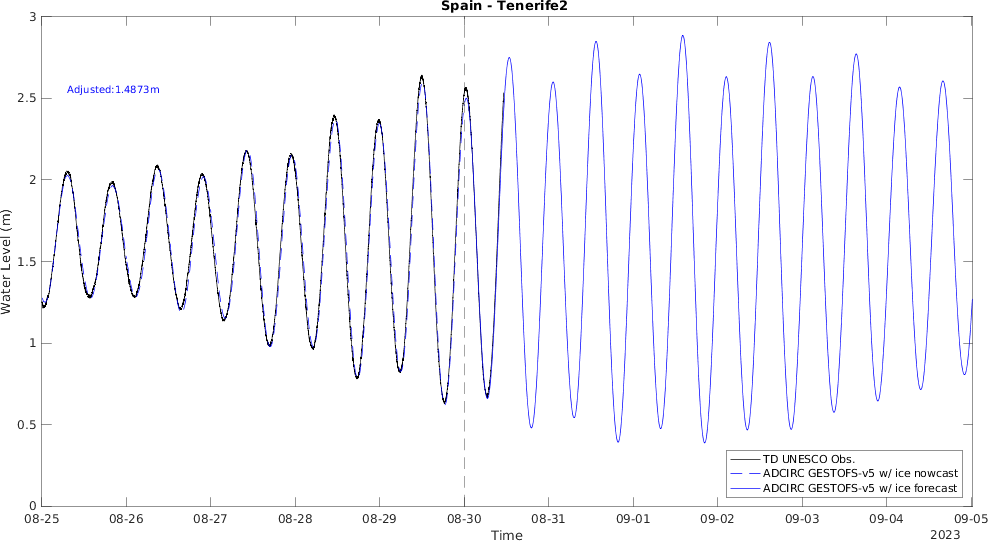 Spain - Tenerife2
3
Adjusted:1.4873m
2.5
2
1.5
1
0.5
0
Water Level (m)
TD UNESCO Obs.
ADCIRC GESTOFS-v5 w/ ice nowcast
ADCIRC GESTOFS-v5 w/ ice forecast
08-25 08-26 08-27 08-28 08-29 08-30 08-31 09-01 09-02 09-03 09-04 09-05
Time
2023